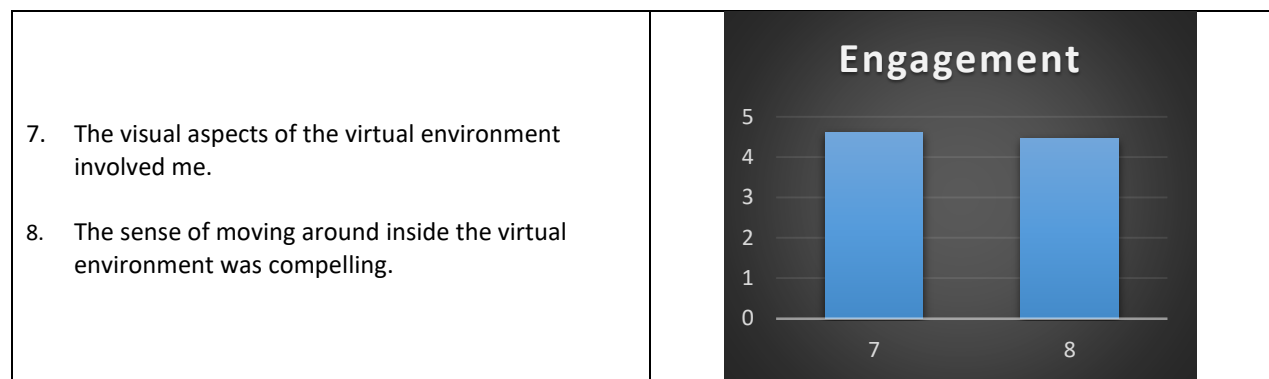 7. The visual aspects of the virtual environment
involved me.
8. The sense of moving around inside the virtual
environment was compelling.
Engagement
5
4
3
2
1
0
7 8